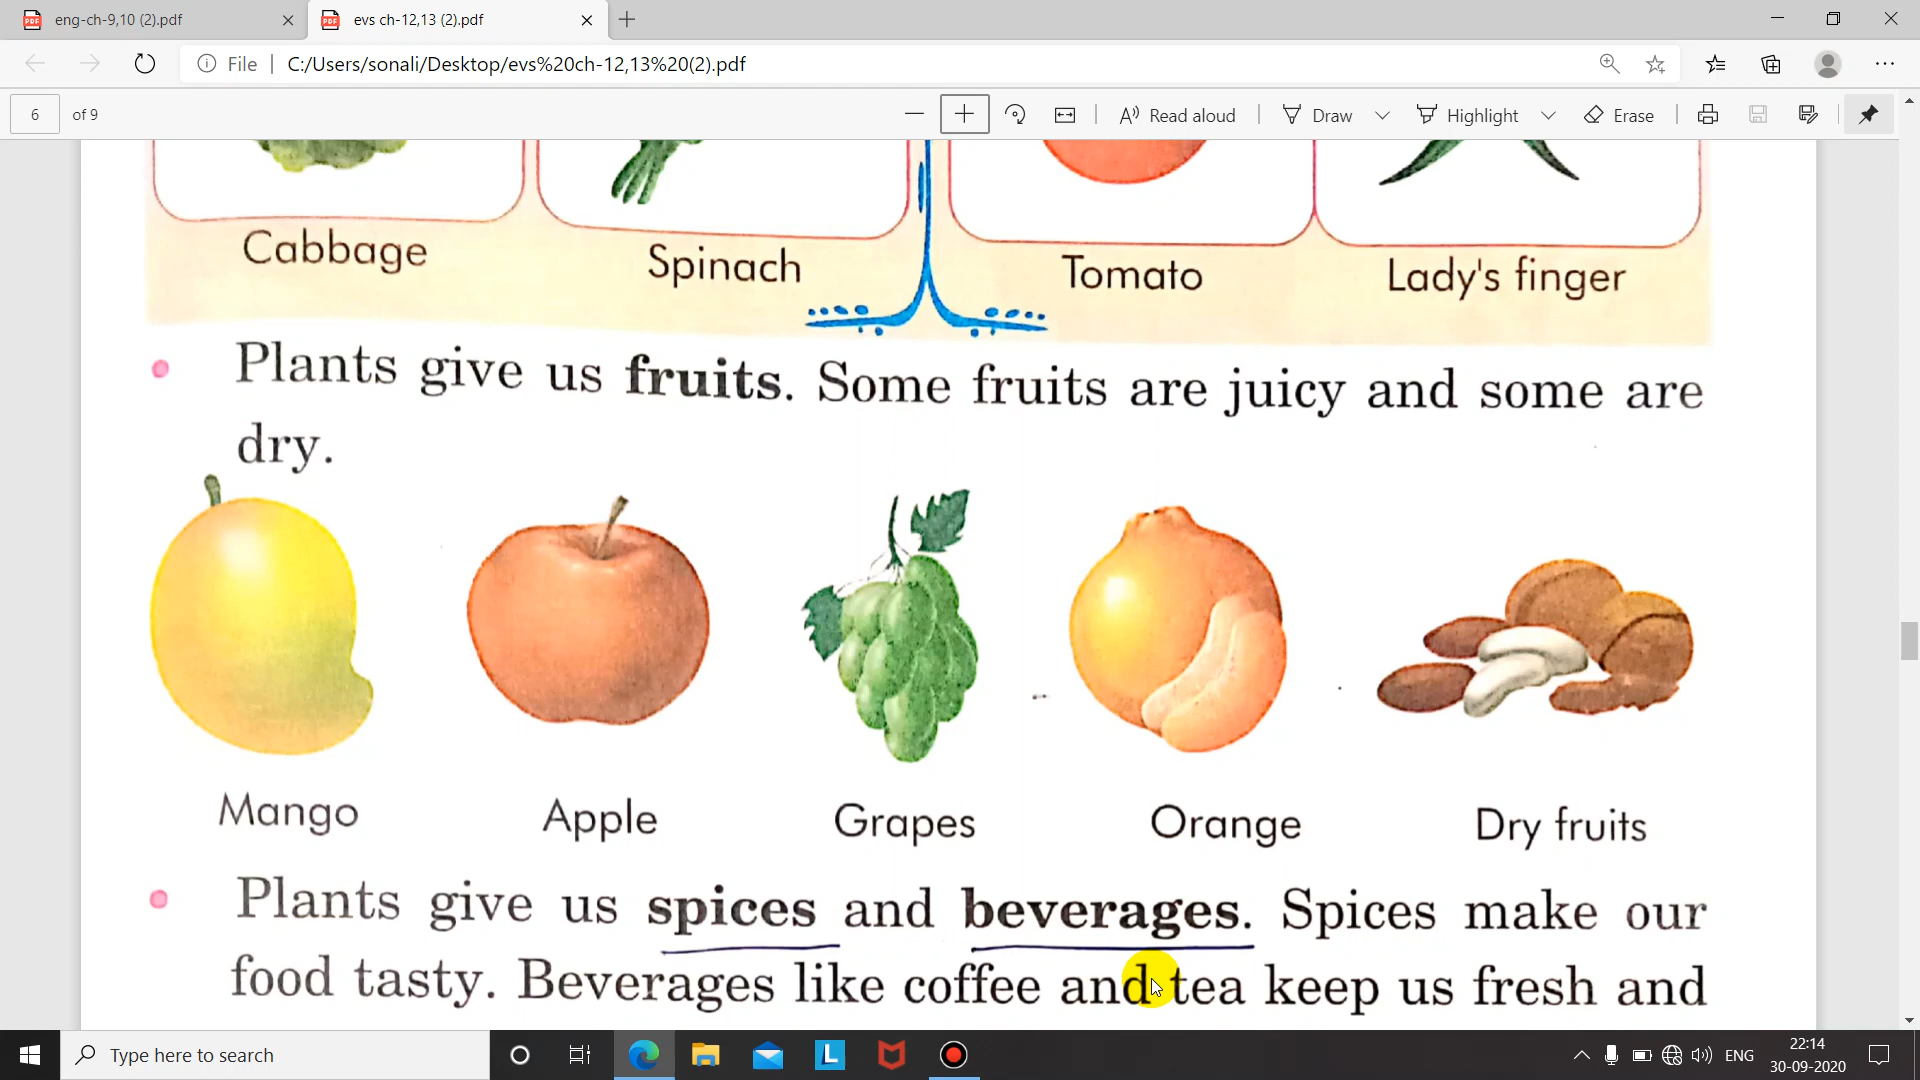 eng-ch-9,10 (2).pdf
evs ch-12,13 (2).pdf
File
C:/Users/sonali/Desktop/evs%20ch-12,13%20(2).pdf
6 of 9
Read aloud
Draw
Highlight
Erase
Cabbage
Spinach
Tomato
Lady's finger
Plants give us fruits. Some fruits are juicy and some are
dry.
Mango
Apple
Grapes
Orange
Dry fruits
Plants give us spices and beverages. Spices make our
food tasty. Beverages like coffee and tea keep us fresh and
Type here to search
L
ENG
22:14
30-09-2020